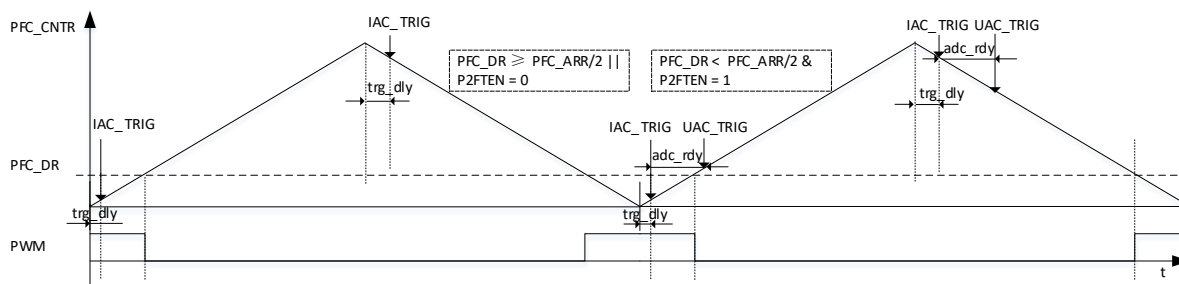 PFC_CNTR
IAC_TRIG
IAC_TRIG
UAC_TRIG
PFC_DR ≥ PFC_ARR/2 ||
P2FTEN = 0
PFC_DR < PFC_ARR/2 &
P2FTEN = 1
adc_rdy
trg_dly
trg_dly
IAC_TRIG
IAC_TRIG
UAC_TRIG
adc_rdy
PFC_DR
trg_dly
trg_dly
PWM
t